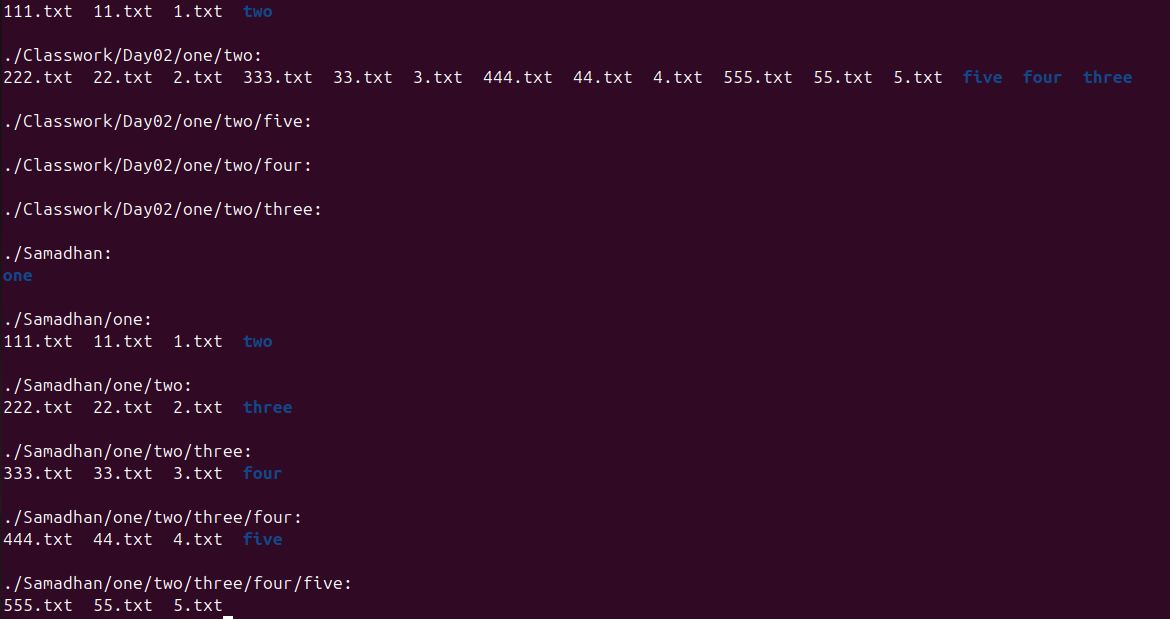 111.txt  11.txt  1.txt  two
./Classwork/Day02/one/two:
222.txt  22.txt  2.txt  333.txt  33.txt  3.txt  444.txt  44.txt  4.txt  555.txt  55.txt  5.txt  five  four  three
./Classwork/Day02/one/two/five:
./Classwork/Day02/one/two/four:
./Classwork/Day02/one/two/three:
./Samadhan:
one
./Samadhan/one:
111.txt  11.txt  1.txt  two
./Samadhan/one/two:
222.txt  22.txt  2.txt  three
./Samadhan/one/two/three:
333.txt  33.txt  3.txt  four
./Samadhan/one/two/three/four:
444.txt  44.txt  4.txt  five
./Samadhan/one/two/three/four/five:
555.txt  55.txt  5.txt